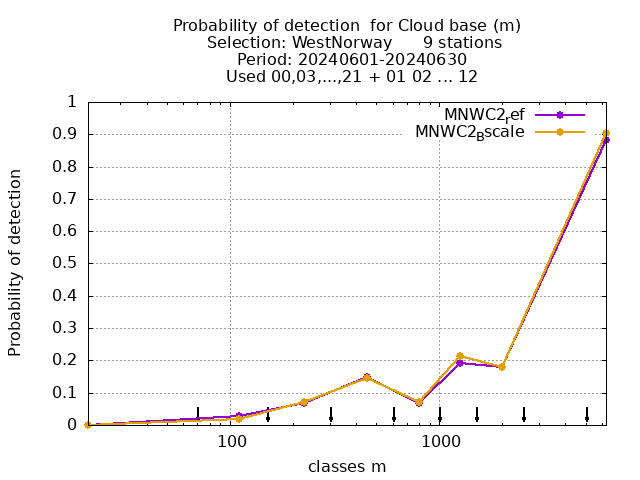 Probability of detection  for Cloud base (m)
Selection: WestNorway      9 stations
Period: 20240601-20240630
Used 00,03,...,21 + 01 02 ... 12
MNWC2ref
MNWC2Bscale
1
0.9
0.8
0.7
0.6
0.5
0.4
0.3
0.2
0.1
0
Probability of detection
100
1000
classes m